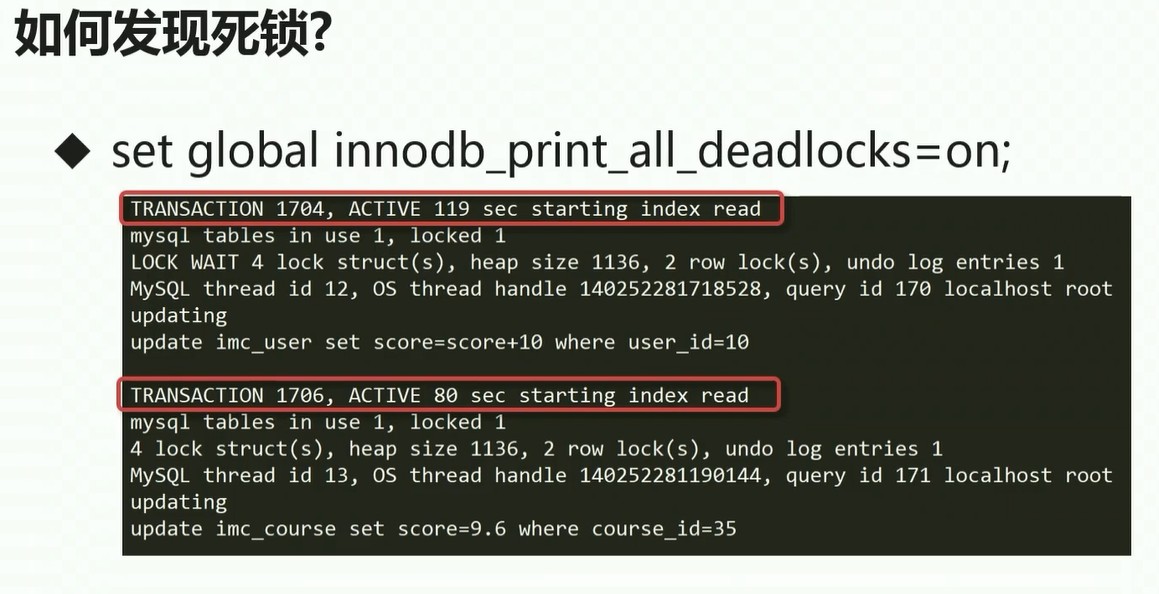 如何发现死锁?
◆ set global innodb_print_all_deadlocks=on;
TRANSACTION 1704, ACTIVE 119 sec starting index read
mysql tables in use 1, locked 1
LOCK WAIT 4 lock struct(s), heap size 1136, 2 row lock(s), undo log entries 1
MySQL thread id 12, OS thread handle 140252281718528, query id 170 localhost root
updating
update imc_user set score=score+10 where user_id=10
TRANSACTION 1706, ACTIVE 80 sec starting index read
mysql tables in use 1, locked 1
4 lock struct(s), heap size 1136, 2 row lock(s), undo log entries 1
MySQL thread id 13, OS thread handle 140252281190144, query id 171 localhost root
updating
update imc_course set score=9.6 where course_id=35